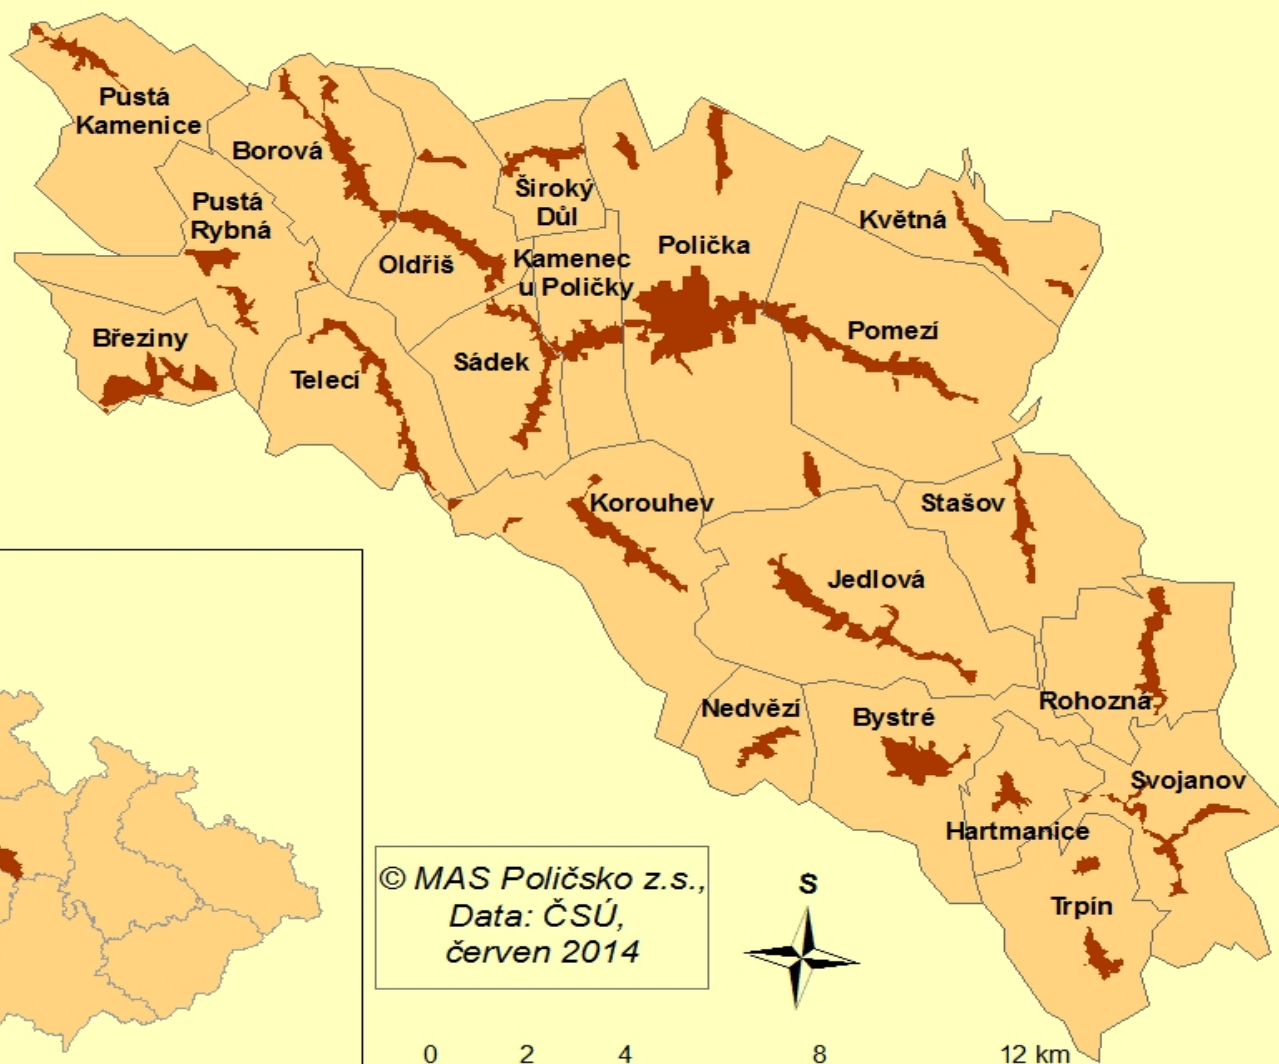 Pustá
Kamenice
Borová
Pustá
Rybná
Široký
Důl
Květná
Polička
Oldřiš
Kamenec
u Poličky
Březiny
Telecí
Sádek
Pomezí
Korouhev
Stašov
Jedlová
Rohozná
Nedvězí
Bystré
Svojanov
Hartmanice
Trpín
© MAS Poličsko z.s.,
Data: ČSÚ,
červen 2014
S
0 2 4 8 12 km